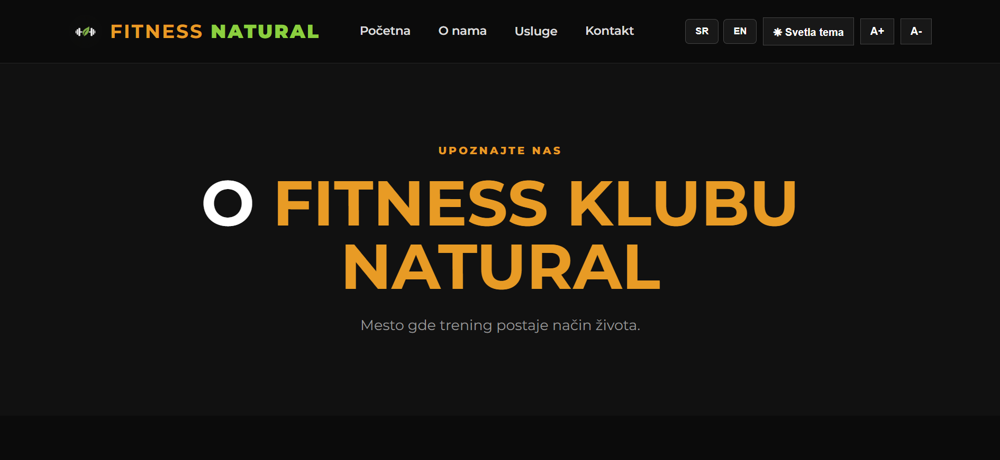 FITNESS NATURAL
Početna
O nama
Usluge
Kontakt
SR
EN
Svetla tema
A+
A-
UPOZNAJTE NAS
O FITNESS KLUBU
NATURAL
Mesto gde trening postaje način života.